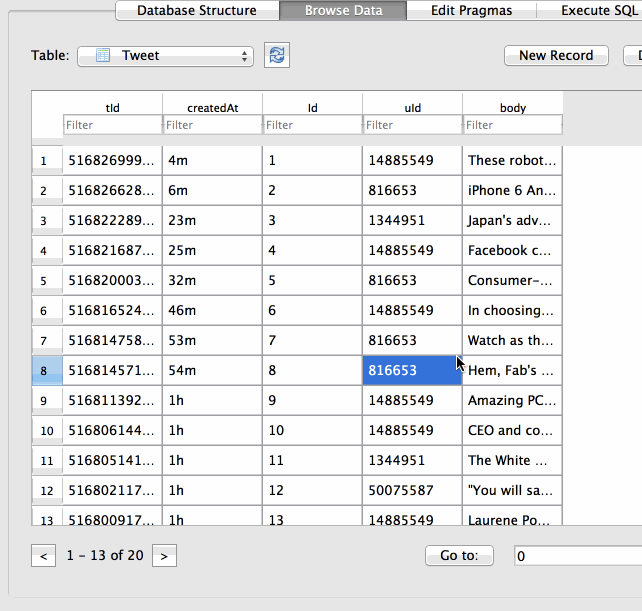 Database Structure Browse Data Edit Pragmas Execute SQL
Table: Tweet New Record
tId createdAt Id uId body
Filter Filter Filter Filter Filter
1 516826999... 4m 1 14885549 These robot...
2 516826628... 6m 2 816653 iPhone 6 An...
3 516822289... 23m 3 1344951 Japan's adv...
4 516821687... 25m 4 14885549 Facebook c...
5 516820003... 32m 5 816653 Consumer-...
6 516816524... 46m 6 14885549 In choosing...
7 516814758... 53m 7 816653 Watch as th...
8 516814571... 54m 8 816653 Hem, Fab's ...
9 516811392... 1h 9 14885549 Amazing PC...
10 516806144... 1h 10 14885549 CEO and co...
11 516805141... 1h 11 1344951 The White ...
12 516802117... 1h 12 50075587 "You will sa...
13 516800917... 1h 13 14885549 Laurene Po...
< 1 - 13 of 20 > Go to: 0